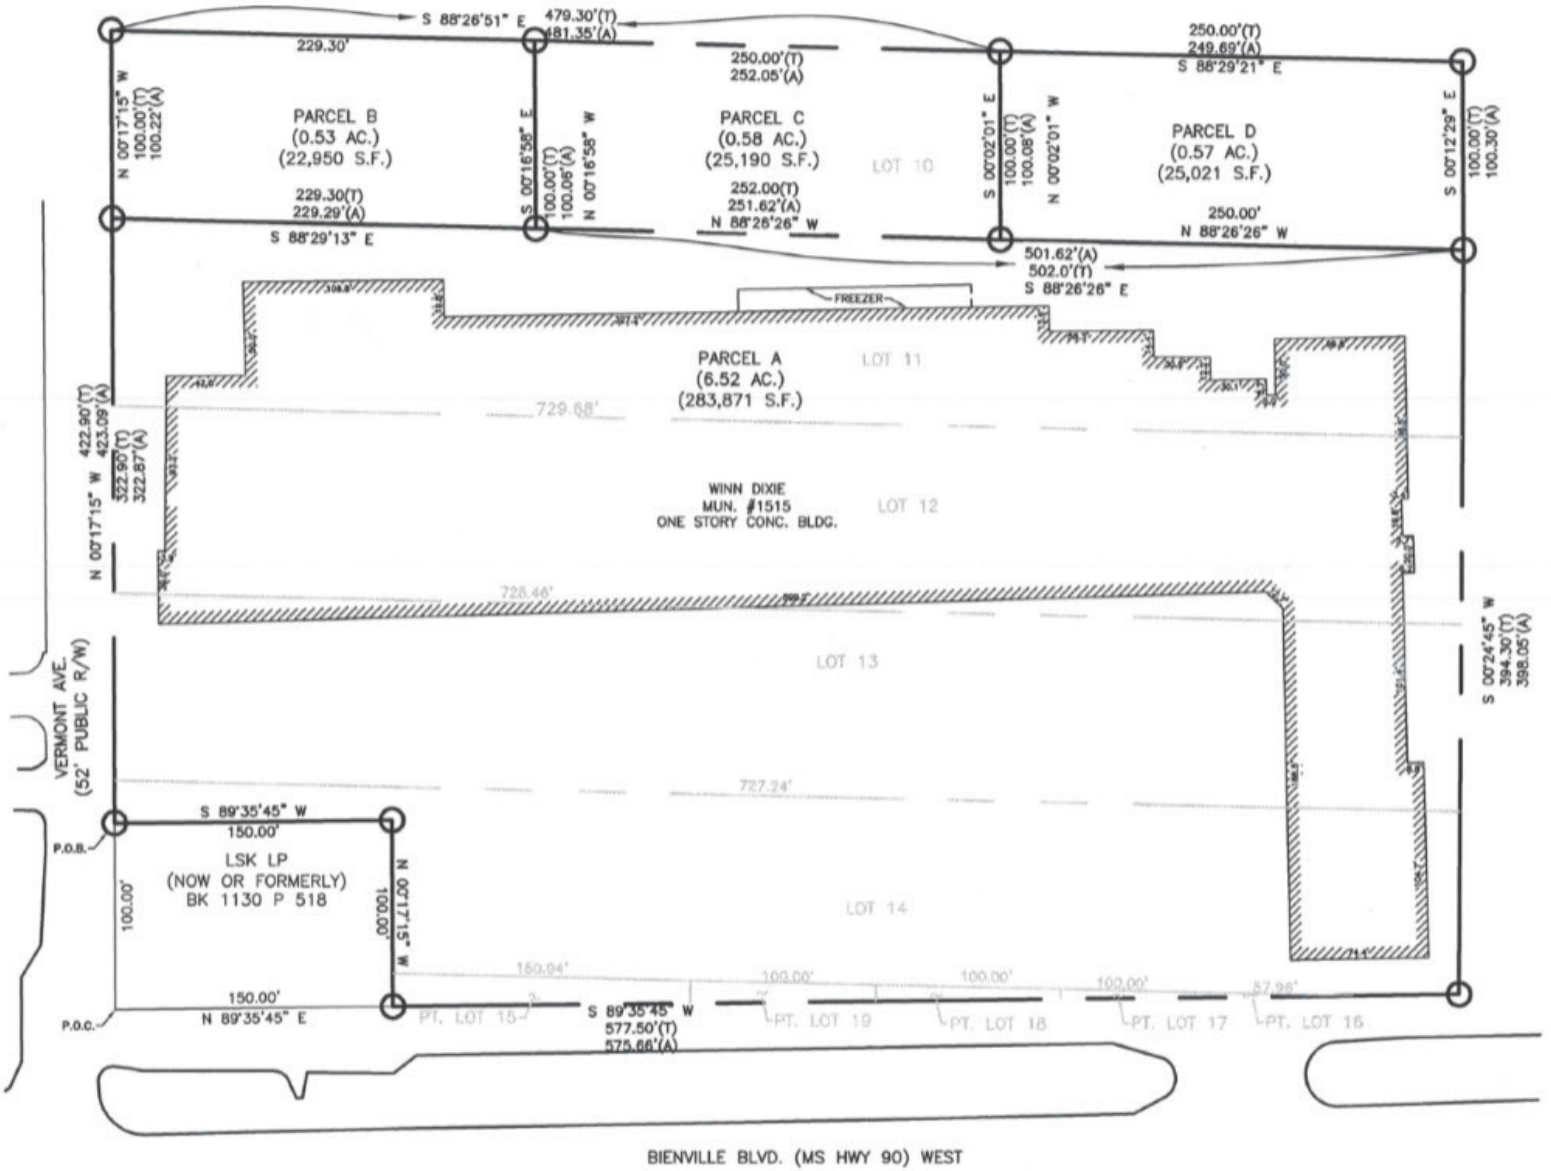 S 88°26'51" E
479.30'(T)
481.35'(A)
250.00'(T)
249.69'(A)
S 88°29'21" E
229.30'
250.00'(T)
252.05'(A)
N 00°17'15" W
100.00'(T)
100.22'(A)
PARCEL B
(0.53 AC.)
(22,950 S.F.)
S 00°16'58" E
100.00'(T)
100.06'(A)
N 00°16'58" W
PARCEL C
(0.58 AC.)
(25,190 S.F.)
LOT 10
S 00°02'01" E
100.00'(T)
100.08'(A)
N 00°02'01" W
PARCEL D
(0.57 AC.)
(25,021 S.F.)
S 00°12'29" E
100.00'(T)
100.30'(A)
229.30(T)
229.29'(A)
S 88°29'13" E
252.00(T)
251.62'(A)
N 88°26'26" W
250.00'
N 88°26'26" W
501.62'(A)
502.0'(T)
S 88°26'26" E
FREEZER
PARCEL A
(6.52 AC.)
(283,871 S.F.)
LOT 11
729.68'
422.90'(T)
423.09'(A)
322.90'(T)
322.87'(A)
N 00°17'15" W
WINN DIXIE
MUN. #1515
ONE STORY CONC. BLDG.
LOT 12
728.46'
LOT 13
S 00°24'45" W
394.30'(T)
398.05'(A)
VERMONT AVE.
(52' PUBLIC R/W)
727.24'
S 89°35'45" W
150.00'
P.O.B.
LSK LP
(NOW OR FORMERLY)
BK 1130 P 518
100.00'
100.00'
N 00°17'15" W
LOT 14
150.94'
100.00'
100.00'
100.00'
57.96'
150.00'
N 89°35'45" E
P.O.C.
PT. LOT 15
S 89°35'45" W
577.50'(T)
575.66'(A)
PT. LOT 19
PT. LOT 18
PT. LOT 17
PT. LOT 16
BIENVILLE BLVD. (MS HWY 90) WEST